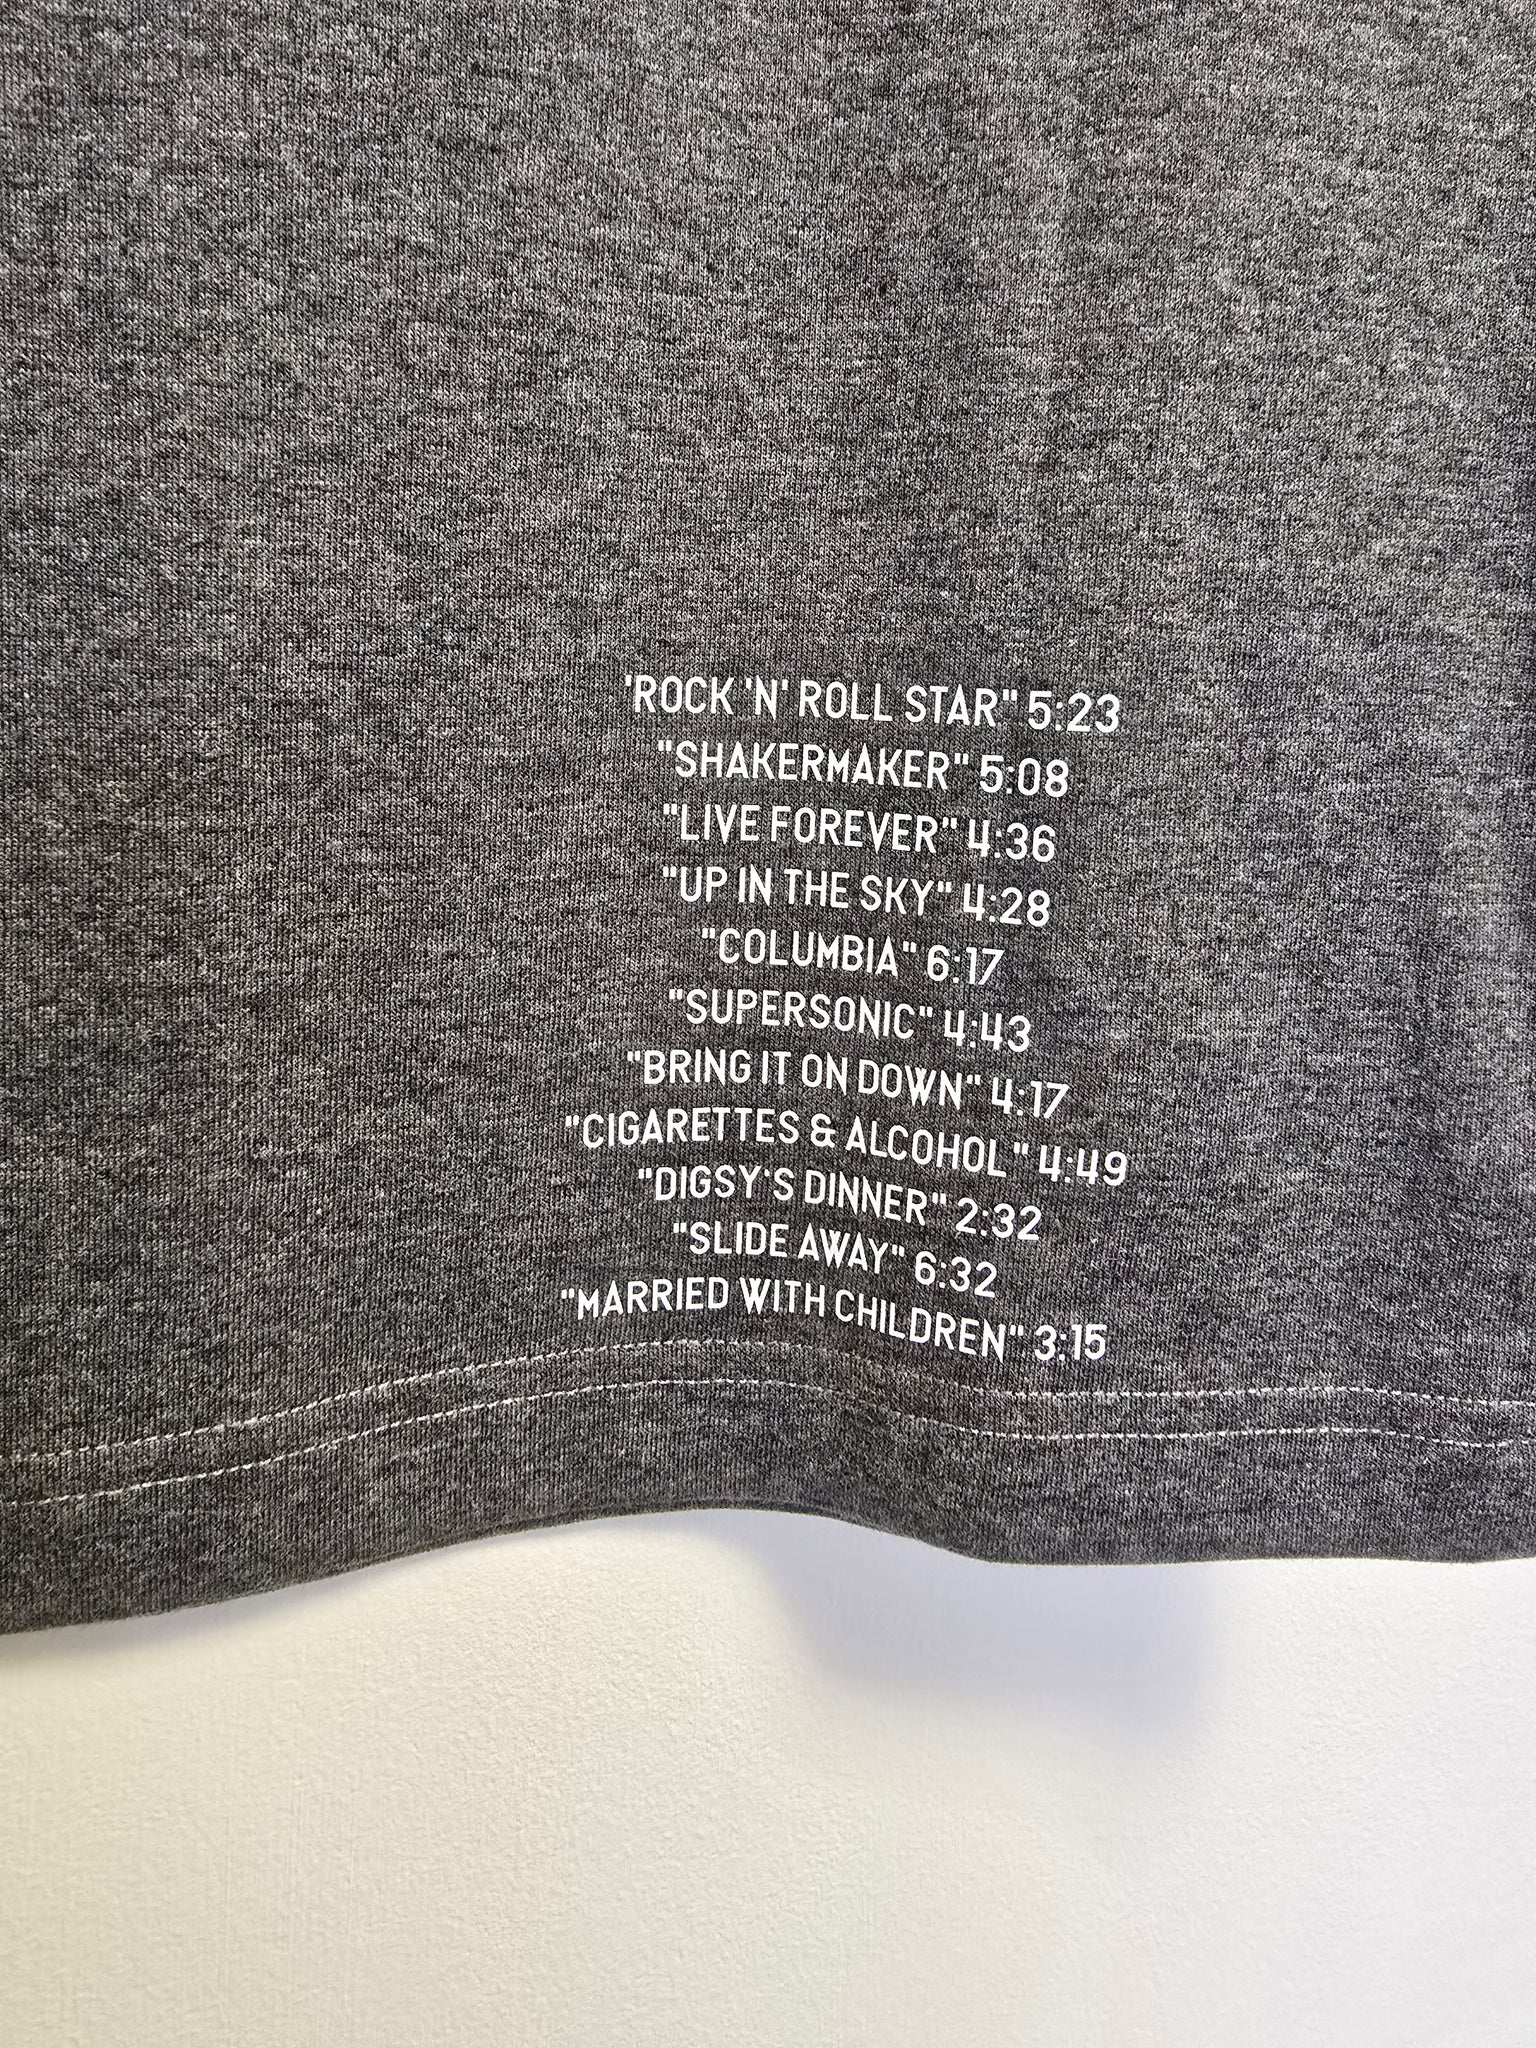 'ROCK 'N' ROLL STAR" 5:23
"SHAKERMAKER" 5:08
"LIVE FOREVER" 4:36
"UP IN THE SKY" 4:28
"COLUMBIA" 6:17
"SUPERSONIC" 4:43
"BRING IT ON DOWN" 4:17
"CIGARETTES & ALCOHOL" 4:49
"DIGSY'S DINNER" 2:32
"SLIDE AWAY" 6:32
"MARRIED WITH CHILDREN" 3:15